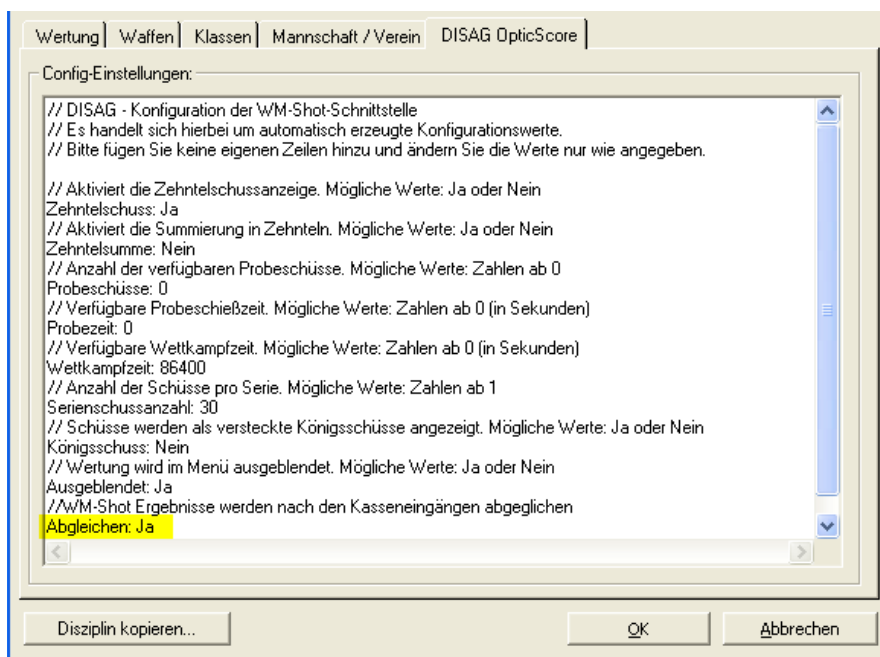 Wertung Waffen Klassen Mannschaft / Verein DISAG OpticScore
Config-Einstellungen:
// DISAG - Konfiguration der WM-Shot-Schnittstelle
// Es handelt sich hierbei um automatisch erzeugte Konfigurationswerte.
// Bitte fügen Sie keine eigenen Zeilen hinzu und ändern Sie die Werte nur wie angegeben.
// Aktiviert die Zehntelschussanzeige. Mögliche Werte: Ja oder Nein
Zehntelschuss: Ja
// Aktiviert die Summierung in Zehnteln. Mögliche Werte: Ja oder Nein
Zehntelsumme: Nein
// Anzahl der verfügbaren Probeschüsse. Mögliche Werte: Zahlen ab 0
Probeschüsse: 0
// Verfügbare Probeschießzeit. Mögliche Werte: Zahlen ab 0 (in Sekunden)
Probezeit: 0
// Verfügbare Wettkampfzeit. Mögliche Werte: Zahlen ab 0 (in Sekunden)
Wettkampfzeit: 86400
// Anzahl der Schüsse pro Serie. Mögliche Werte: Zahlen ab 1
Serienschussanzahl: 30
// Schüsse werden als versteckte Königsschüsse angezeigt. Mögliche Werte: Ja oder Nein
Königsschuss: Nein
// Wertung wird im Menü ausgeblendet. Mögliche Werte: Ja oder Nein
Ausgeblendet: Ja
//WM-Shot Ergebnisse werden nach den Kasseneingängen abgeglichen
Abgleichen: Ja
Disziplin kopieren... OK Abbrechen